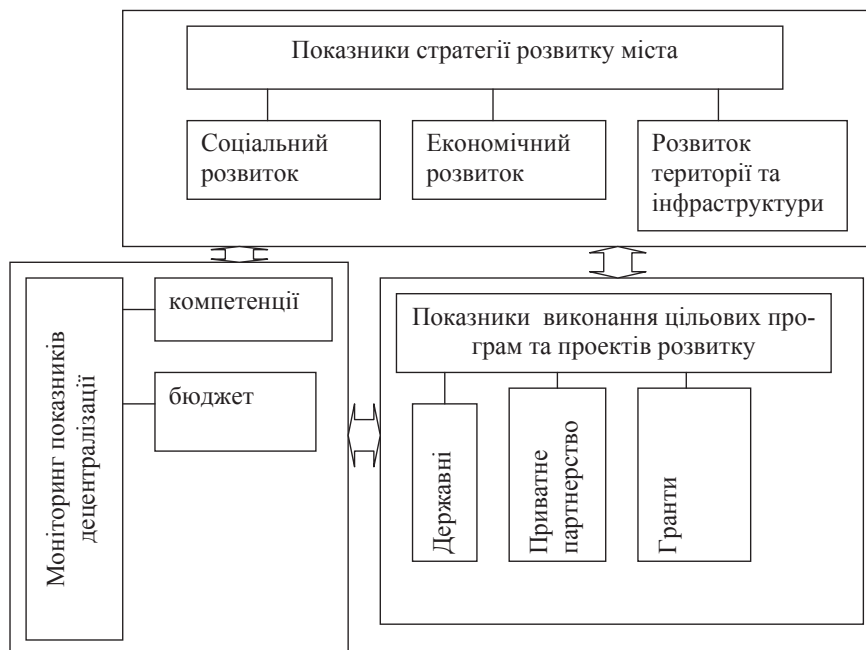 Показники стратегії розвитку міста
Соціальний
розвиток
Економічний
розвиток
Розвиток
території та
інфраструктури
Моніторинг показників
децентралізації
компетенції
бюджет
Показники виконання цільових про-
грам та проектів розвитку
Державні
Приватне
партнерство
Гранти